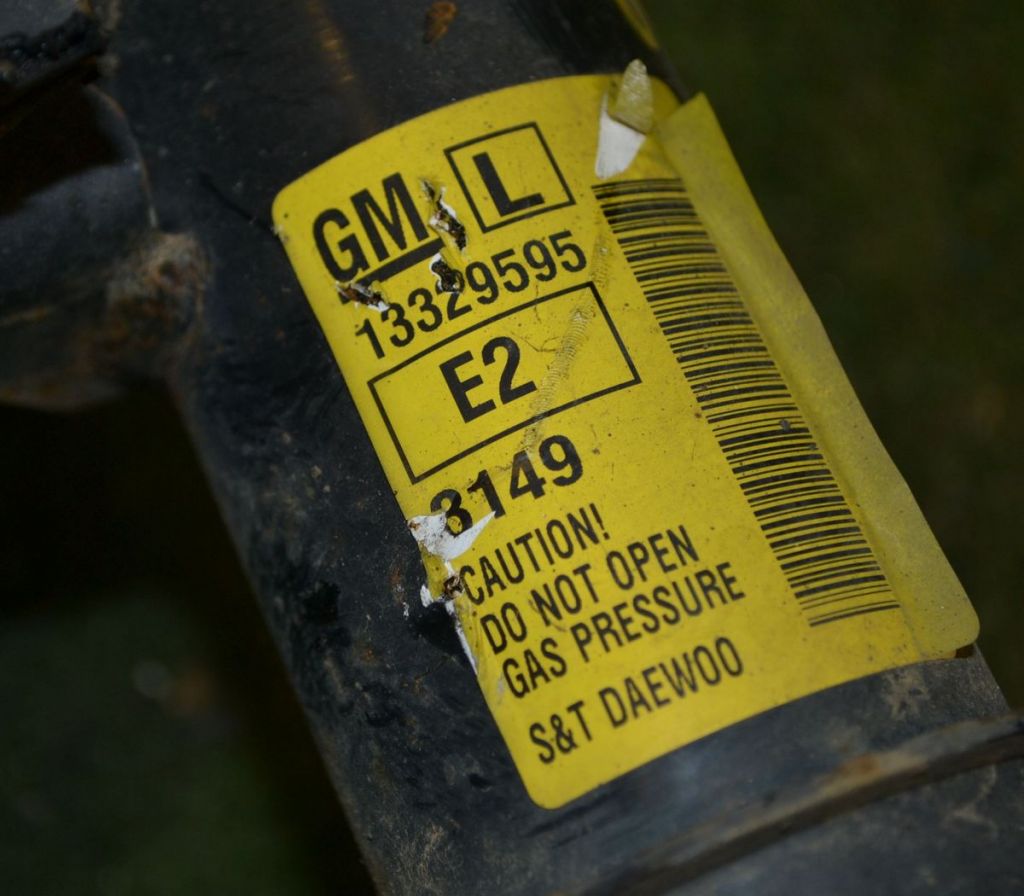 GM L
13329595
E2
3149
CAUTION!
DO NOT OPEN
GAS PRESSURE
S&T DAEWOO